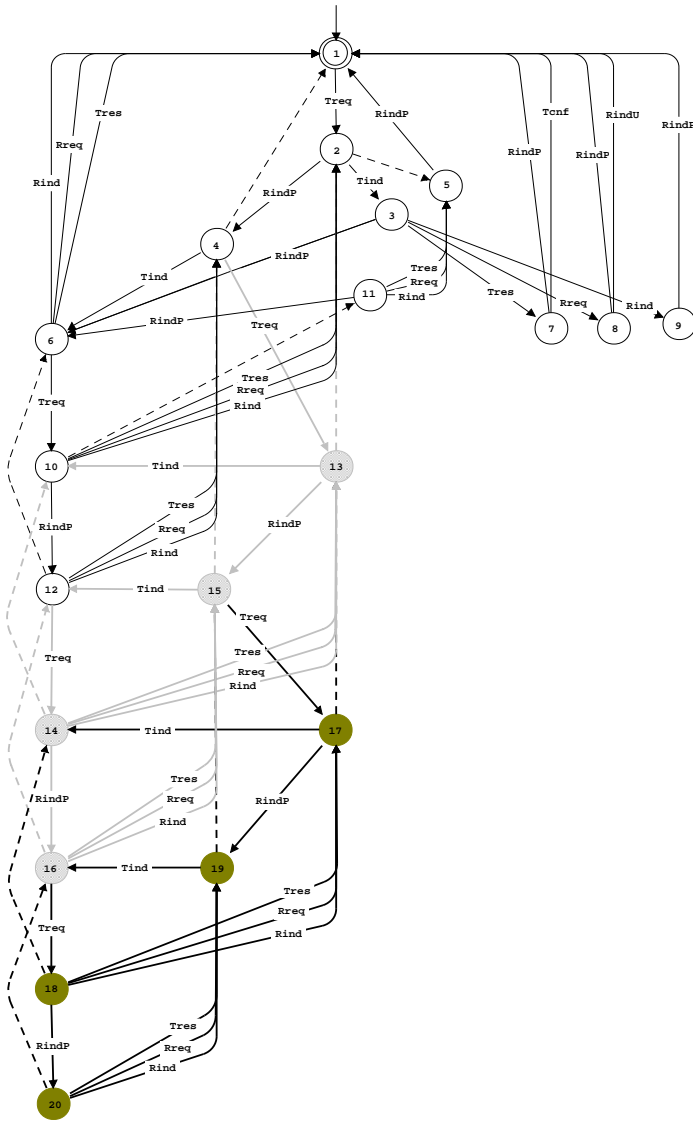 1
Treq
Tres
Tcnf
RindU
RindP
RindP
Rreq
2
RindP
RindP
Tind
5
Rind
RindP
3
4
RindP
Tind
Tres
Rreq
11
Rind
Tres
Rreq
Rind
RindP
Treq
7
8
9
6
Tres
Rreq
Treq
Rind
10
Tind
13
Tres
RindP
Rreq
RindP
Rind
12
Tind
15
Treq
Tres
Treq
Rreq
Rind
14
Tind
17
Tres
RindP
Rreq
RindP
Rind
16
Tind
19
Tres
Rreq
Treq
Rind
18
Tres
RindP
Rreq
Rind
20